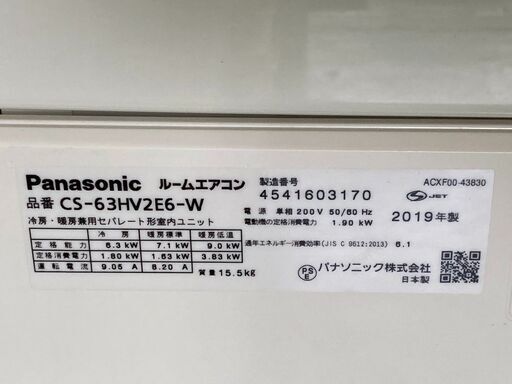 Panasonic ルームエアコン
品番 CS-63HV2E6-W
冷房・暖房兼用セパレート形室内ユニット
冷房 暖房標準 暖房低温
定格能力 6.3 kW 7.1 kW 9.0 kW
定格消費電力 1.80 kW 1.63 kW 3.83 kW
運転電流 9.05 A 8.20 A
質量 15.5kg
製造番号
4541603170
電源 単相 200V 50/60 Hz
電動機の定格消費電力 1.90 kW
通年エネルギー消費効率(JIS C 9612:2013) 6.1
ACXF00-43830
S JET
2019年製
PS E パナソニック株式会社
日本製